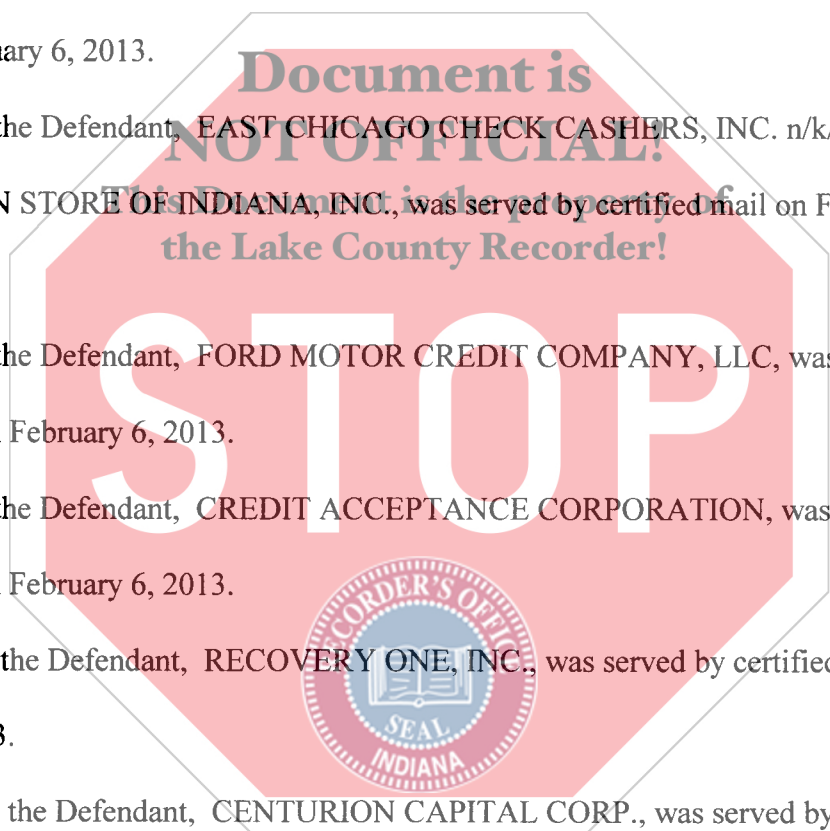 ary 6, 2013.
Document is
the Defendant, EAST CHICAGO CHECK CASHERS, INC. n/k/
NOT OFFICIAL!
N STORE OF INDIANA, INC., was served by certified mail on F
This Document is the property of
the Lake County Recorder!
the Defendant, FORD MOTOR CREDIT COMPANY, LLC, was
STOP
February 6, 2013.
the Defendant, CREDIT ACCEPTANCE CORPORATION, was
February 6, 2013.
RECORDER'S OFFICE
the Defendant, RECOVERY ONE, INC., was served by certified
SEAL
3.
INDIANA
the Defendant, CENTURION CAPITAL CORP., was served by